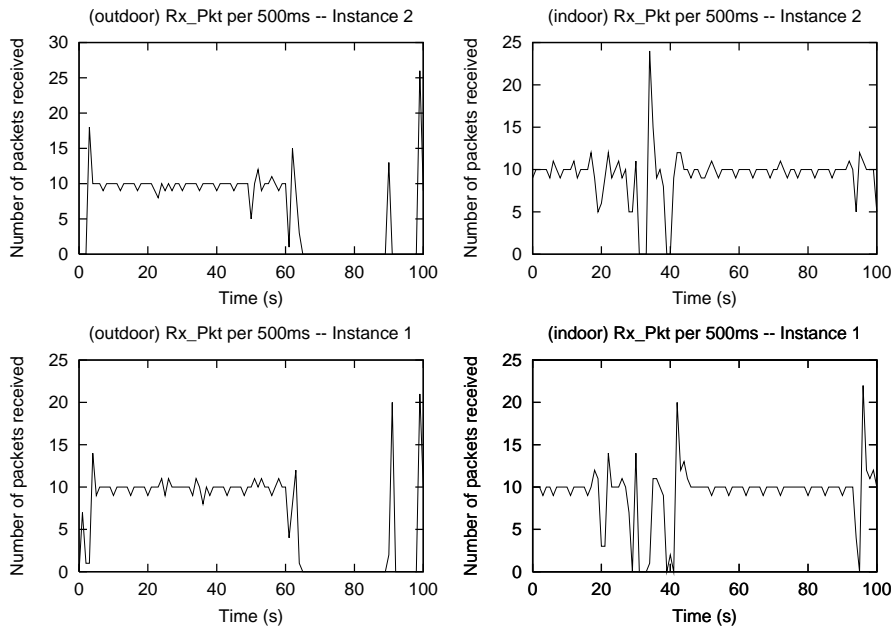 (outdoor) Rx_Pkt per 500ms -- Instance 2
Number of packets received
30
25
20
15
10
5
0
0 20 40 60 80 100
Time (s)
(indoor) Rx_Pkt per 500ms -- Instance 2
Number of packets received
25
20
15
10
5
0
0 20 40 60 80 100
Time (s)
(outdoor) Rx_Pkt per 500ms -- Instance 1
Number of packets received
25
20
15
10
5
0
0 20 40 60 80 100
Time (s)
(indoor) Rx_Pkt per 500ms -- Instance 1
Number of packets received
25
20
15
10
5
0
0 20 40 60 80 100
Time (s)